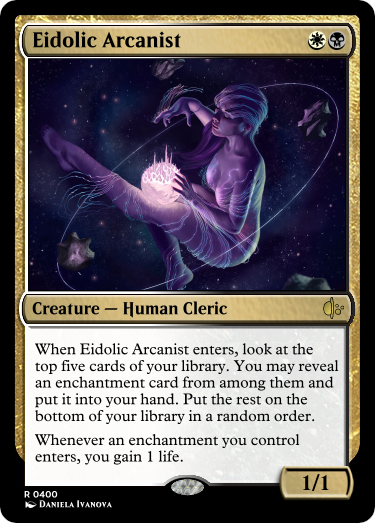 Eidolic Arcanist
Creature — Human Cleric
When Eidolic Arcanist enters, look at the
top five cards of your library. You may reveal
an enchantment card from among them and
put it into your hand. Put the rest on the
bottom of your library in a random order.
Whenever an enchantment you control
enters, you gain 1 life.
1/1
R 0400
Daniela Ivanova